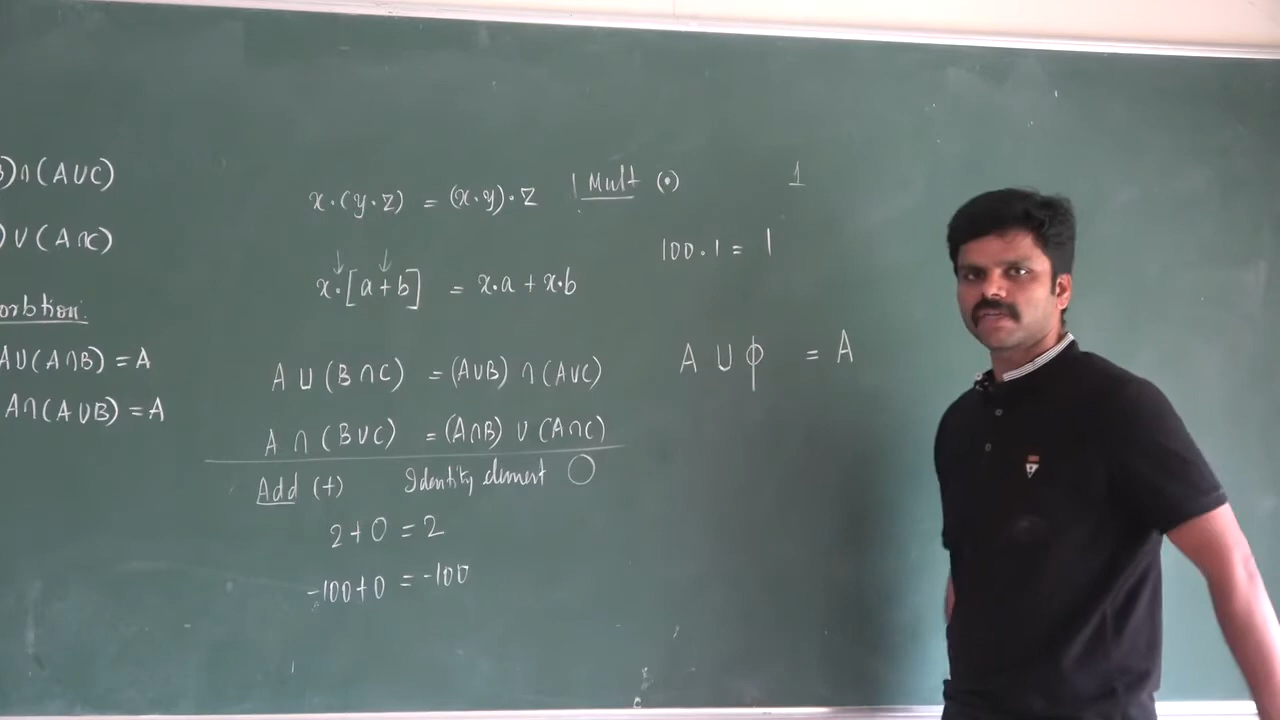 B)∩(A∪C)
)∪(A∩C)
orbtion:
A∪(A∩B) = A
A∩(A∪B) = A
x·(y·z) = (x·y)·z
x·[a+b] = x·a + x·b
A ∪ (B∩C) = (A∪B) ∩ (A∪C)
A ∩ (B∪C) = (A∩B) ∪ (A∩C)
Add (+) Identity element 0
2+0 = 2
-100+0 = -100
Mult (·) 1
100·1 = 1
A ∪ ϕ = A